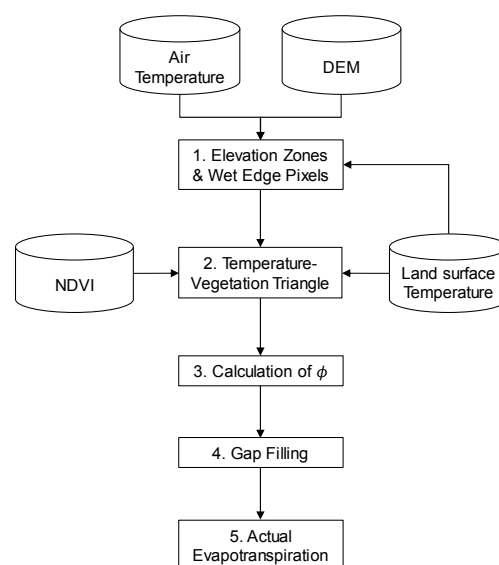 Air
Temperature
DEM
1. Elevation Zones
& Wet Edge Pixels
NDVI
2. Temperature-
Vegetation Triangle
Land surface
Temperature
3. Calculation of ϕ
4. Gap Filling
5. Actual
Evapotranspiration